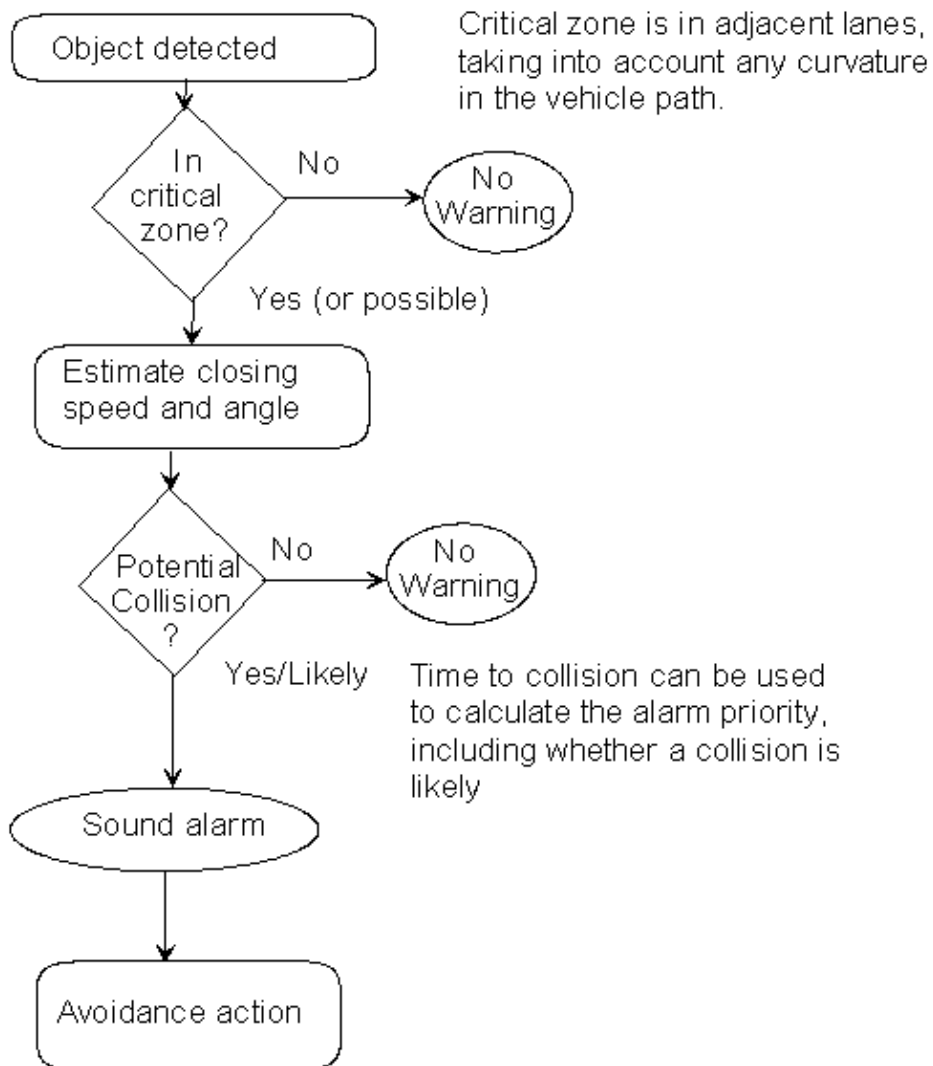 Object detected
Critical zone is in adjacent lanes,
taking into account any curvature
in the vehicle path.
In
critical
zone?
No
No
Warning
Yes (or possible)
Estimate closing
speed and angle
Potential
Collision
?
No
No
Warning
Yes/Likely
Time to collision can be used
to calculate the alarm priority,
including whether a collision is
likely
Sound alarm
Avoidance action